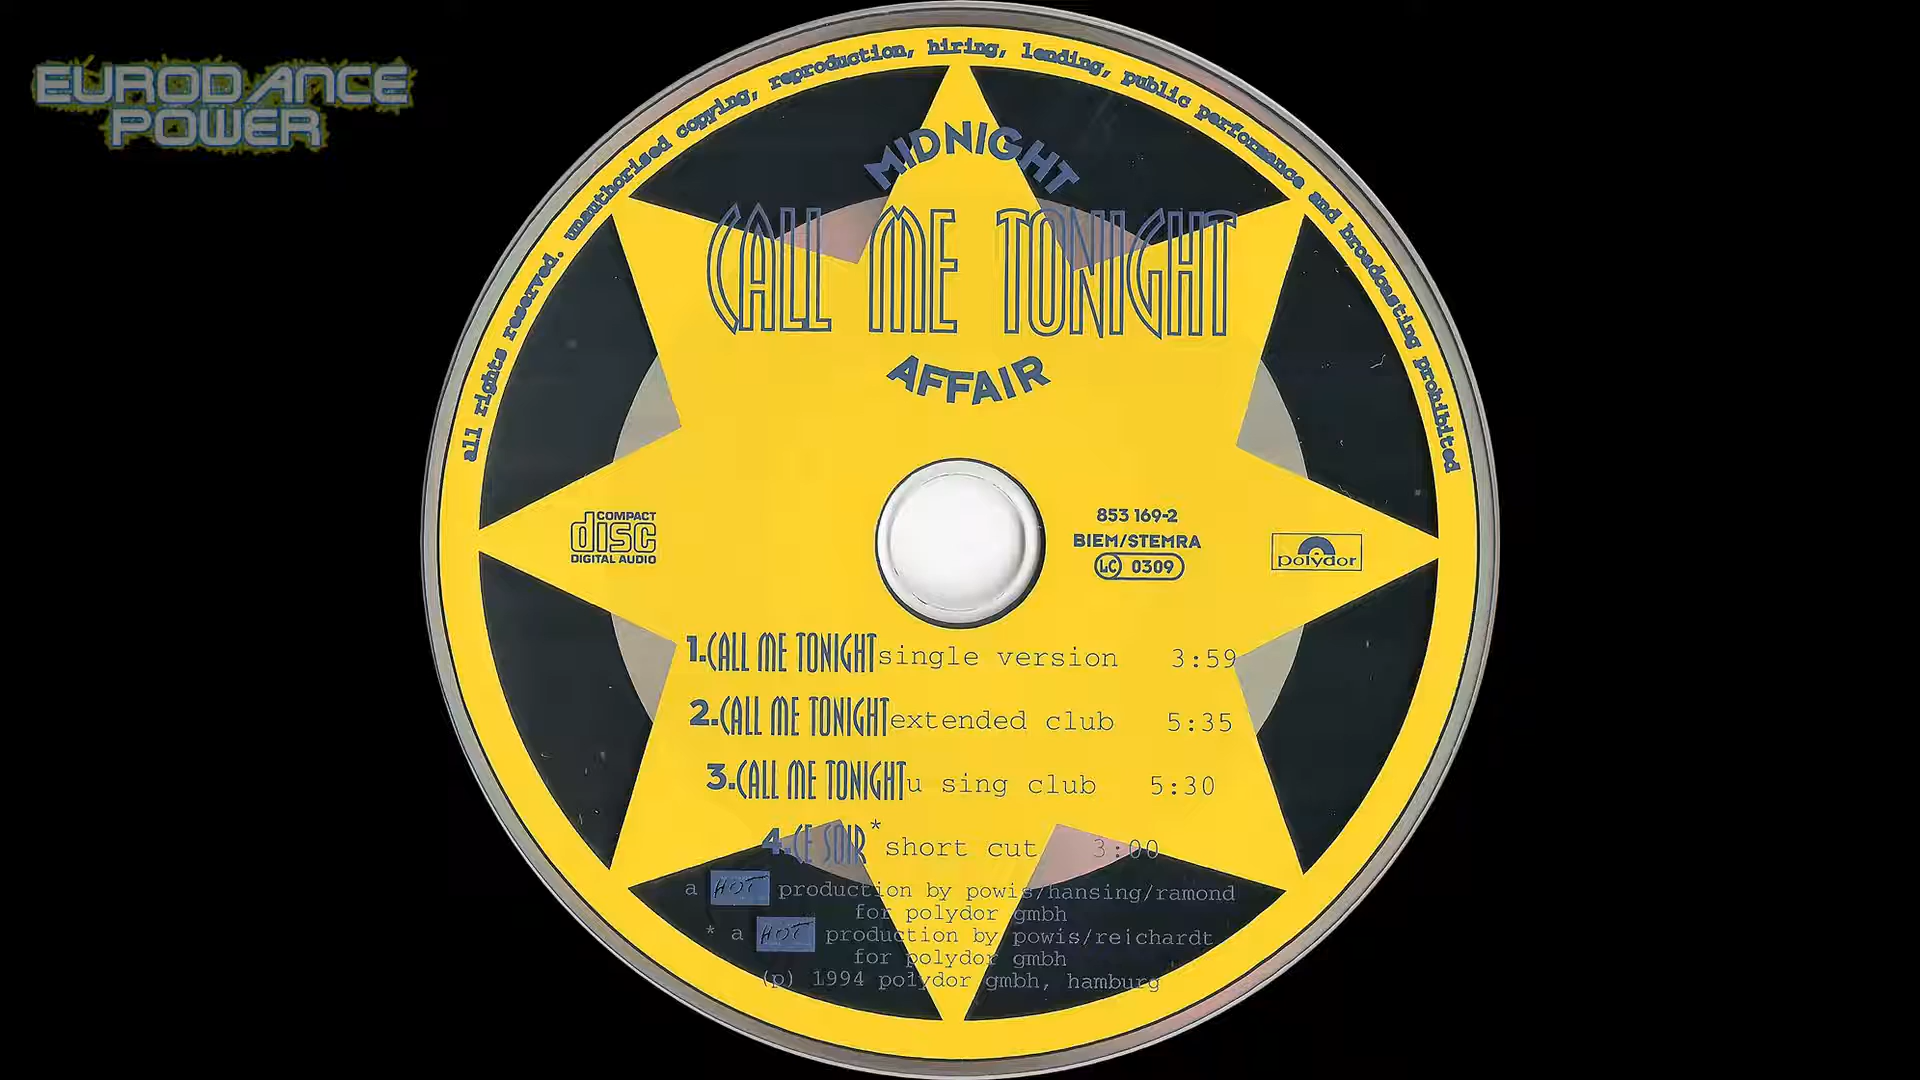 EURODANCE
POWER
all rights reserved. unauthorised copying, reproduction, hiring, lending, public performance and broadcasting prohibited
MIDNIGHT
CALL ME TONIGHT
AFFAIR
COMPACT
disc
DIGITAL AUDIO
853 169-2
BIEM/STEMRA
LC 0309
polydor
1.CALL ME TONIGHT single version 3:59
2.CALL ME TONIGHT extended club 5:35
3.CALL ME TONIGHT u sing club 5:30
4.CE SOIR* short cut 3:00
a HOT production by powis/hansing/ramond
for polydor gmbh
* a HOT production by powis/reichardt
for polydor gmbh
(p) 1994 polydor gmbh, hamburg